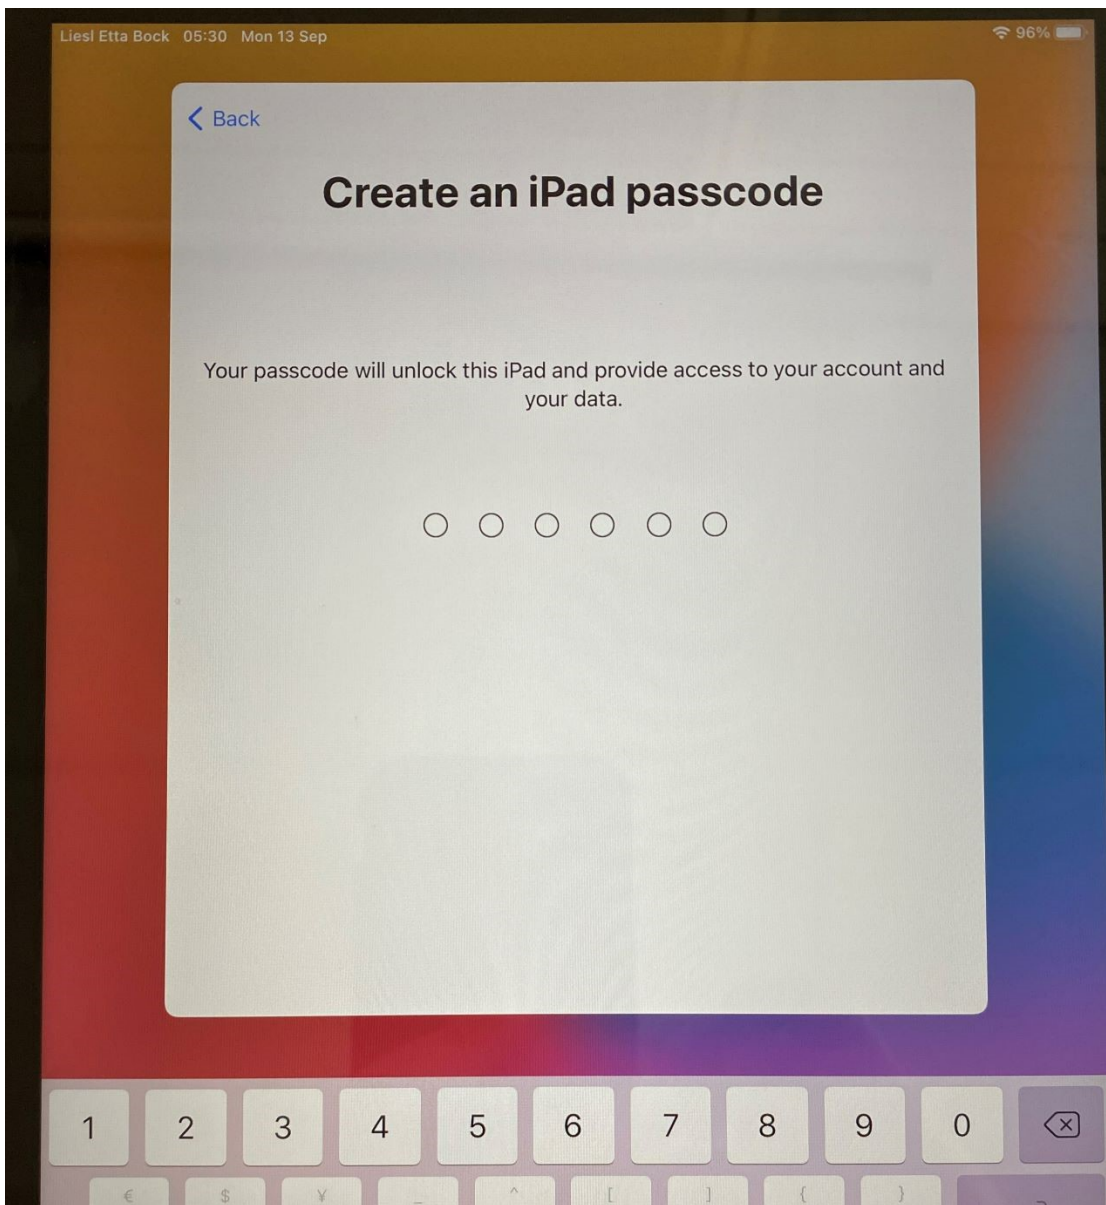 Liesl Etta Bock 05:30 Mon 13 Sep 96%
Back
Create an iPad passcode
Your passcode will unlock this iPad and provide access to your account and
your data.
1 2 3 4 5 6 7 8 9 0
€ $ ¥ _ ^ [ ] { }